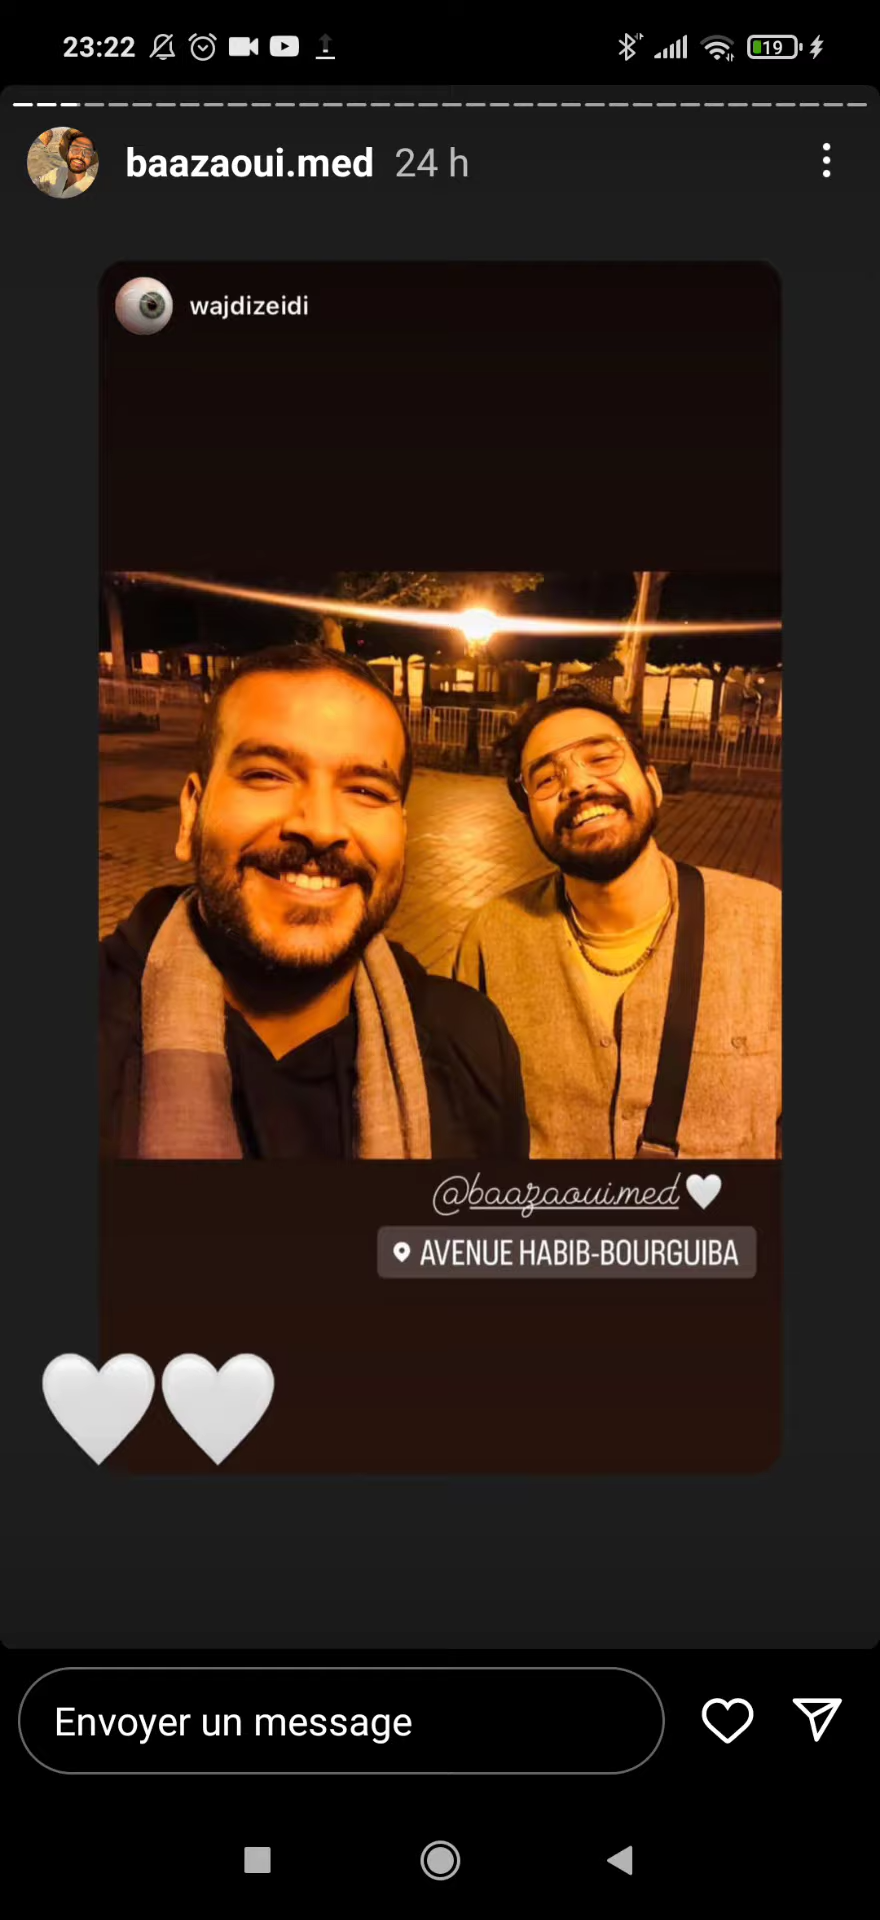 23:22
19
baazaoui.med 24 h
wajdizeidi
@baazaoui.med🤍
AVENUE HABIB-BOURGUIBA
Envoyer un message